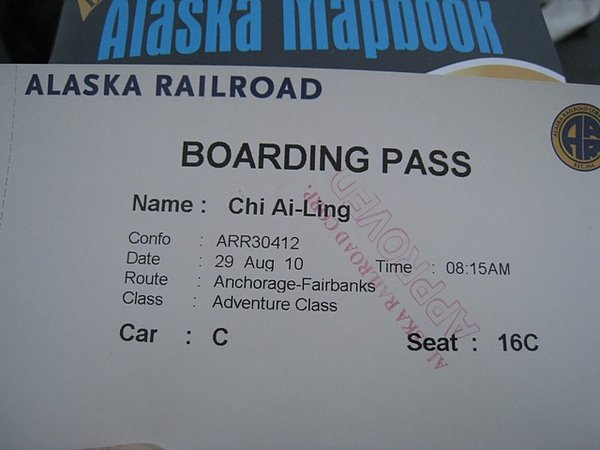 Alaska Mapbook
ALASKA RAILROAD
BOARDING PASS
Name : Chi Ai-Ling
Confo : ARR30412
Date : 29 Aug 10 Time : 08:15AM
Route : Anchorage-Fairbanks
Class : Adventure Class
Car : C Seat : 16C
ALASKA RAILROAD CORP.
APPROVED